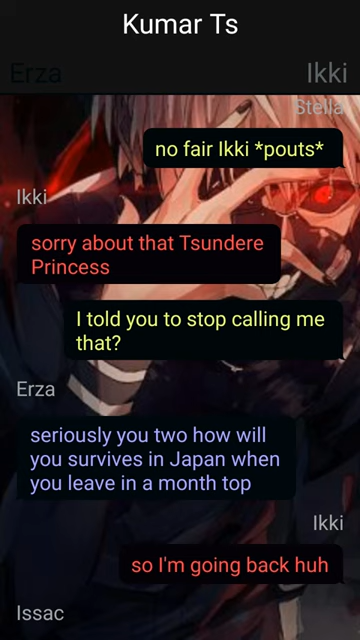 Kumar Ts
Erza
Ikki
Stella
no fair Ikki *pouts*
Ikki
sorry about that Tsundere
Princess
I told you to stop calling me
that?
Erza
seriously you two how will
you survives in Japan when
you leave in a month top
Ikki
so I'm going back huh
Issac